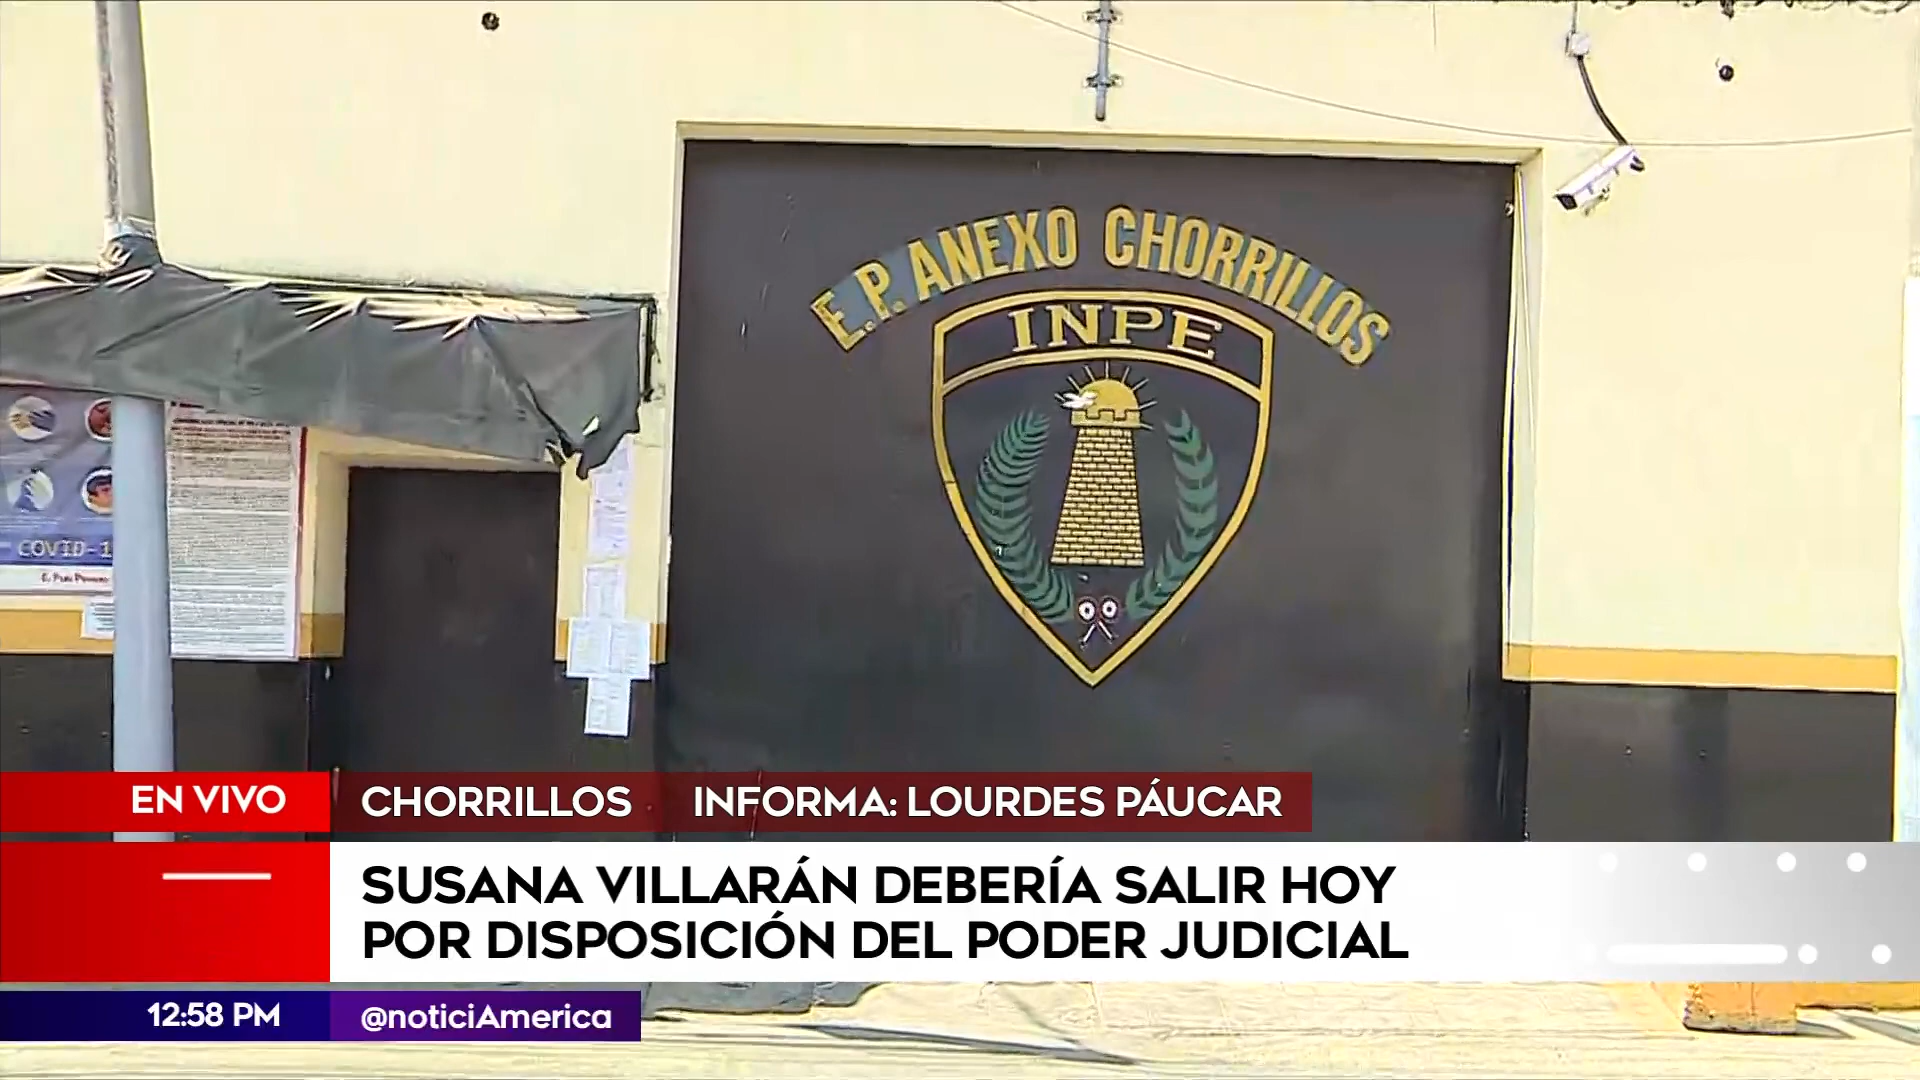 E.P. ANEXO CHORRILLOS
INPE
COVID-1
EN VIVO
CHORRILLOS
INFORMA: LOURDES PÁUCAR
SUSANA VILLARÁN DEBERÍA SALIR HOY
POR DISPOSICIÓN DEL PODER JUDICIAL
12:58 PM
@noticiAmerica